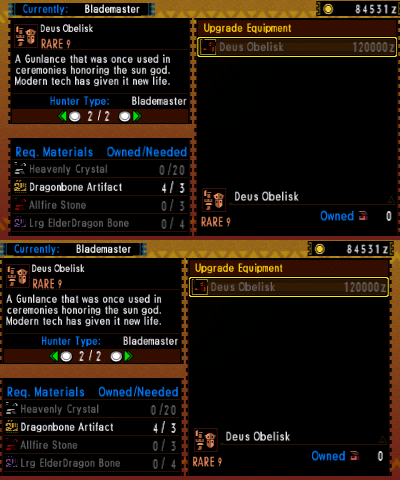 Currently: Blademaster
84531z
Deus Obelisk
RARE 9
A Gunlance that was once used in
ceremonies honoring the sun god.
Modern tech has given it new life.
Hunter Type: Blademaster
2/2
Req. Materials Owned/Needed
Heavenly Crystal 0/20
Dragonbone Artifact 4/ 3
Allfire Stone 0/ 3
Lrg ElderDragon Bone 0/ 4
Upgrade Equipment
Deus Obelisk 120000z
Deus Obelisk
RARE 9
Owned 0
Currently: Blademaster
84531z
Deus Obelisk
RARE 9
A Gunlance that was once used in
ceremonies honoring the sun god.
Modern tech has given it new life.
Hunter Type: Blademaster
2/2
Req. Materials Owned/Needed
Heavenly Crystal 0/20
Dragonbone Artifact 4/ 3
Allfire Stone 0/ 3
Lrg ElderDragon Bone 0/ 4
Upgrade Equipment
Deus Obelisk 120000z
Deus Obelisk
RARE 9
Owned 0